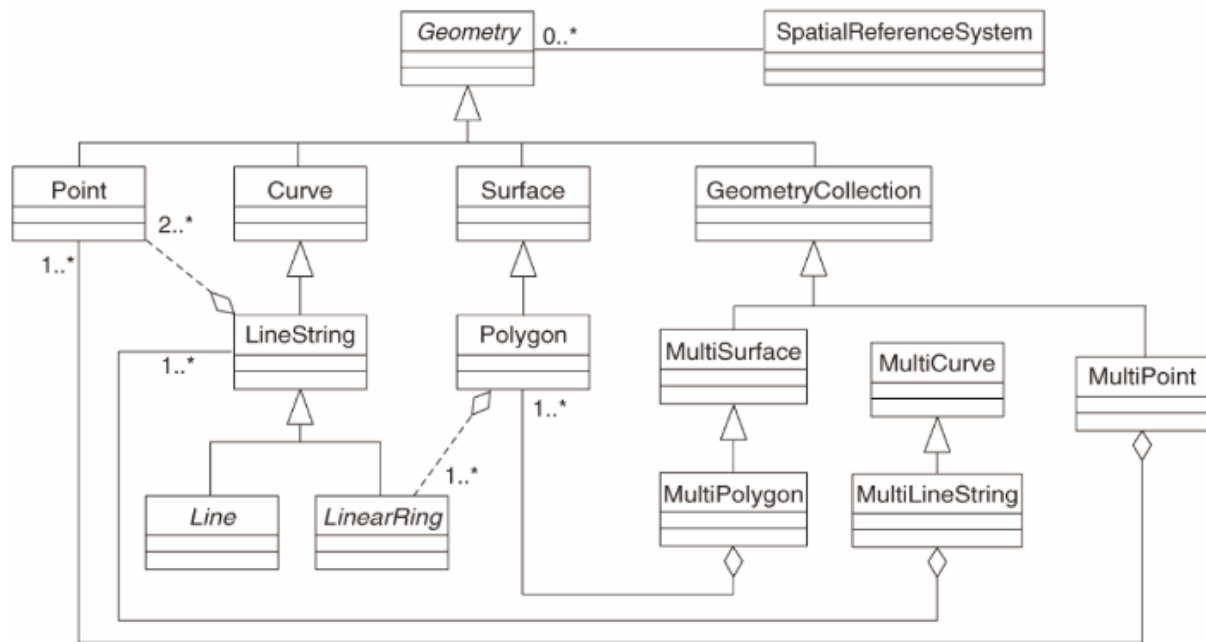 Geometry
0..*
SpatialReferenceSystem
Point
Curve
Surface
GeometryCollection
2..*
1..*
LineString
Polygon
MultiSurface
MultiCurve
MultiPoint
1..*
1..*
1..*
Line
LinearRing
MultiPolygon
MultiLineString